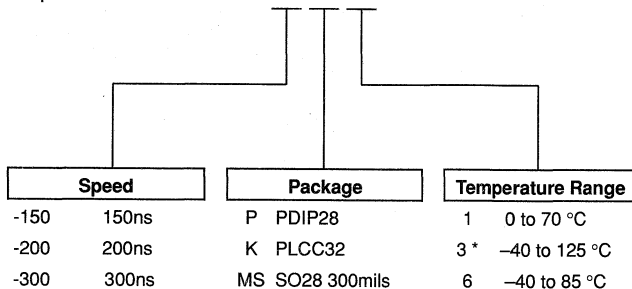 Speed Package Temperature Range
-150 150ns P PDIP28 1 0 to 70 °C
-200 200ns K PLCC32 3 * –40 to 125 °C
-300 300ns MS SO28 300mils 6 –40 to 85 °C